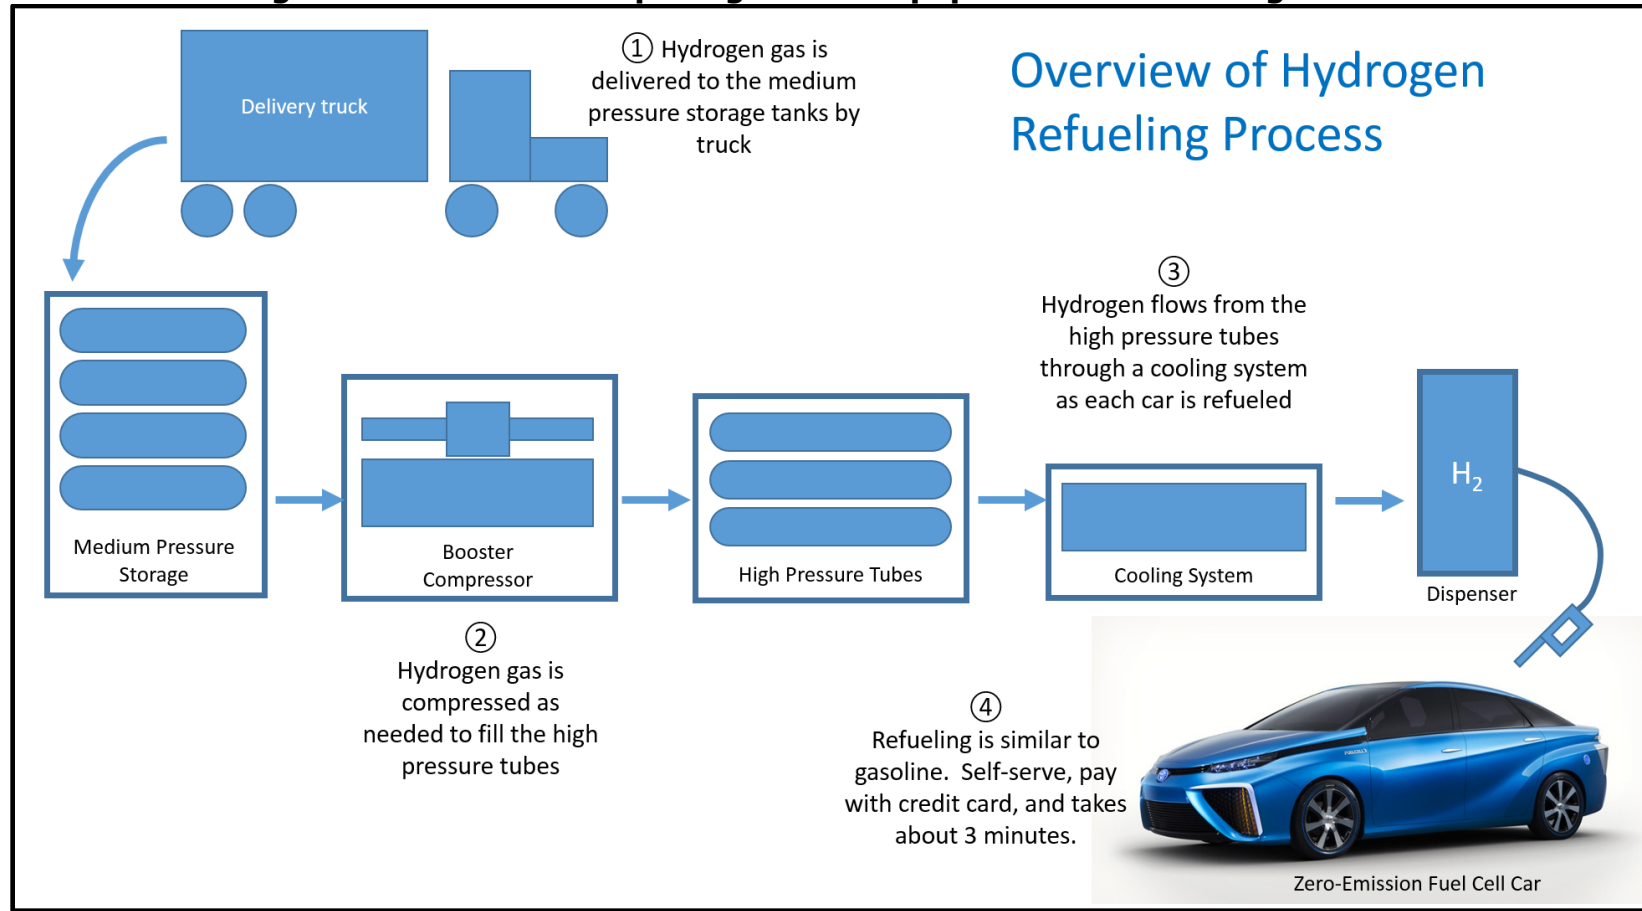 Overview of Hydrogen
Refueling Process
Delivery truck
① Hydrogen gas is
delivered to the medium
pressure storage tanks by
truck
Medium Pressure
Storage
Booster
Compressor
② 
Hydrogen gas is
compressed as
needed to fill the high
pressure tubes
High Pressure Tubes
③
Hydrogen flows from the
high pressure tubes
through a cooling system
as each car is refueled
Cooling System
H₂
Dispenser
④
Refueling is similar to
gasoline. Self-serve, pay
with credit card, and takes
about 3 minutes.
Zero-Emission Fuel Cell Car